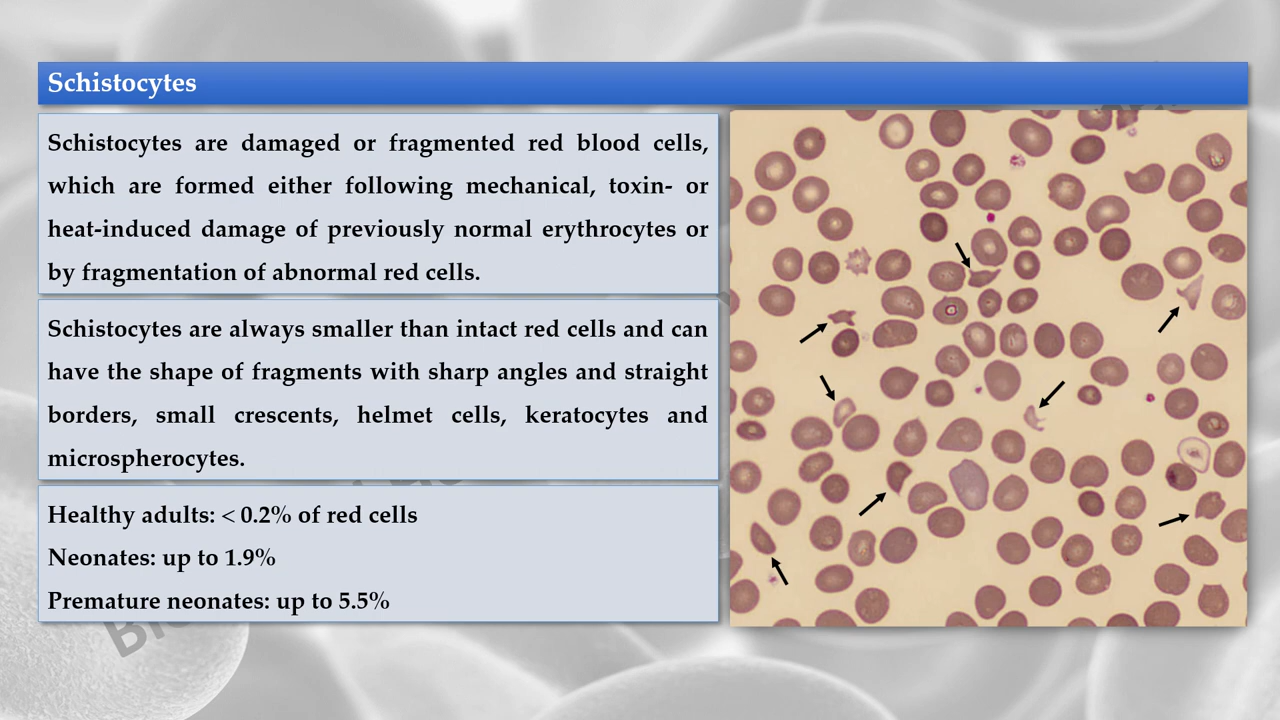 Schistocytes
Schistocytes are damaged or fragmented red blood cells,
which are formed either following mechanical, toxin- or
heat-induced damage of previously normal erythrocytes or
by fragmentation of abnormal red cells.
Schistocytes are always smaller than intact red cells and can
have the shape of fragments with sharp angles and straight
borders, small crescents, helmet cells, keratocytes and
microspherocytes.
Healthy adults: < 0.2% of red cells
Neonates: up to 1.9%
Premature neonates: up to 5.5%